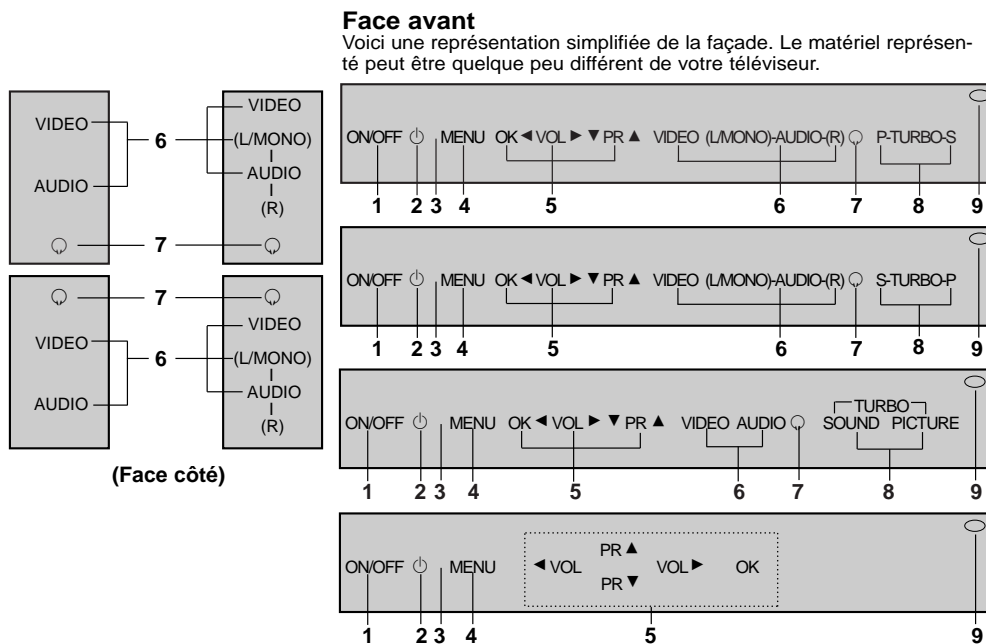 Face avant
Voici une représentation simplifiée de la façade. Le matériel représen-
té peut être quelque peu différent de votre téléviseur.
VIDEO
6
AUDIO
7
VIDEO
(L/MONO)
AUDIO
(R)
7
VIDEO
6
AUDIO
VIDEO
(L/MONO)
AUDIO
(R)
(Face côté)
ON/OFF MENU OK ◄ VOL ► ▼ PR ▲ VIDEO (L/MONO)-AUDIO-(R) P-TURBO-S
1 2 3 4 5 6 7 8 9
ON/OFF MENU OK ◄ VOL ► ▼ PR ▲ VIDEO (L/MONO)-AUDIO-(R) S-TURBO-P
1 2 3 4 5 6 7 8 9
TURBO
ON/OFF MENU OK ◄ VOL ► ▼ PR ▲ VIDEO AUDIO SOUND PICTURE
1 2 3 4 5 6 7 8 9
PR ▲
ON/OFF MENU ◄ VOL VOL ► OK
PR ▼
1 2 3 4 5 9